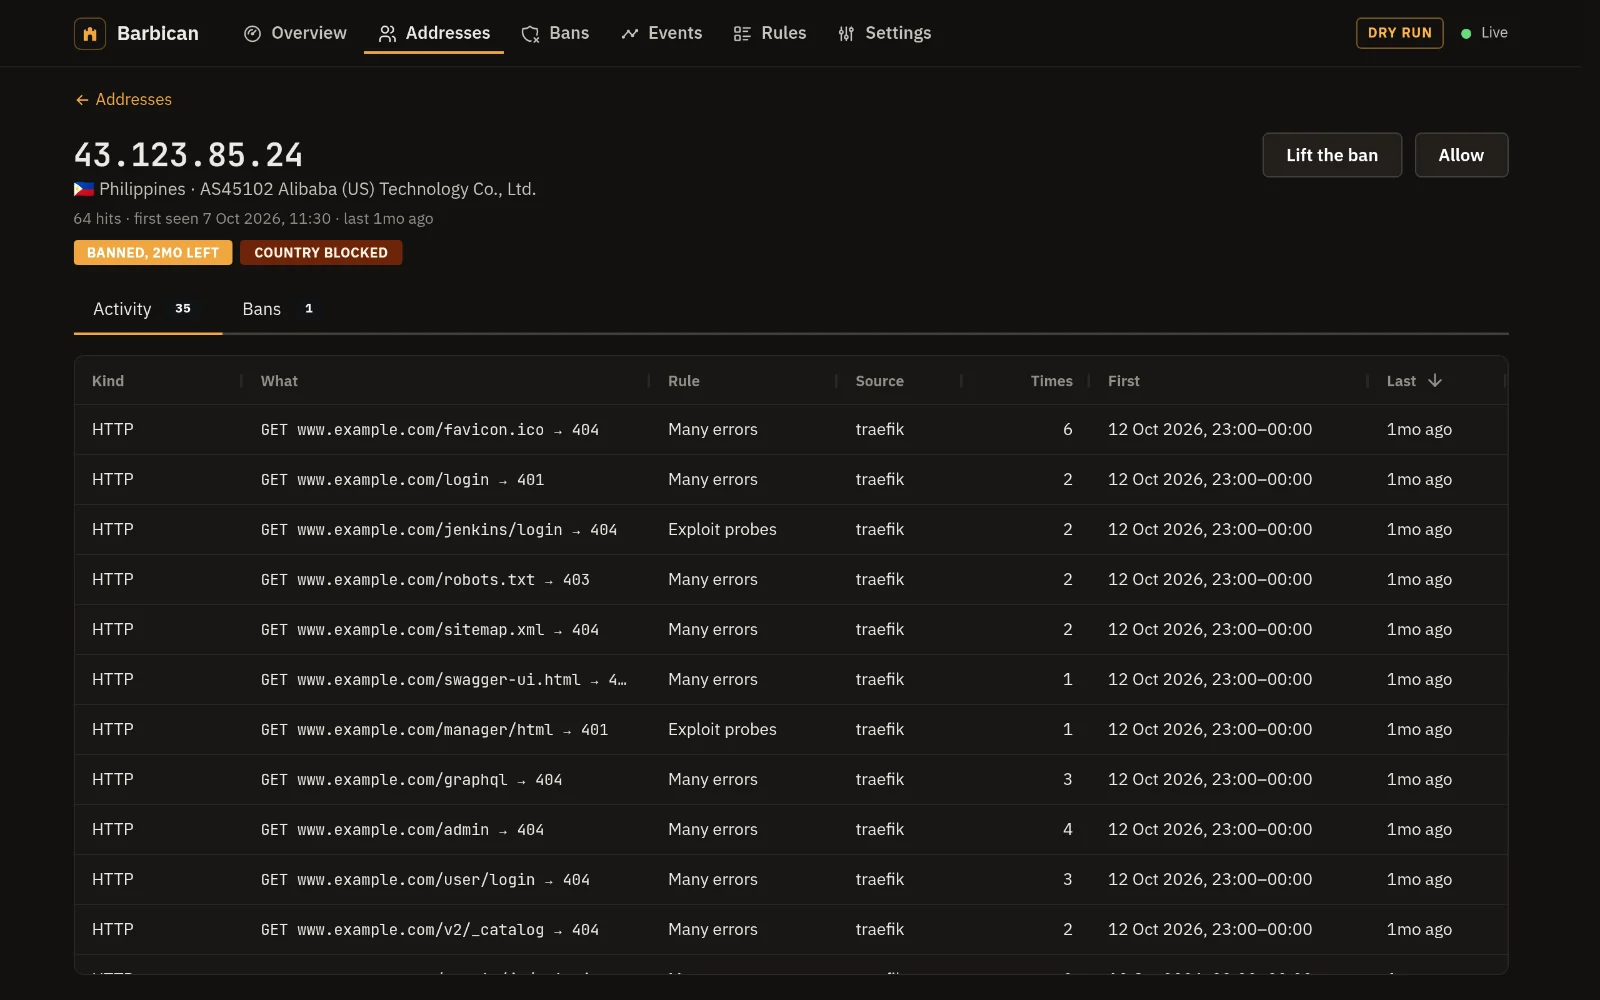 Barbican Overview Addresses Bans Events Rules Settings DRY RUN Live
← Addresses
43.123.85.24 Lift the ban Allow
Philippines · AS45102 Alibaba (US) Technology Co., Ltd.
64 hits · first seen 7 Oct 2026, 11:30 · last 1mo ago
BANNED, 2MO LEFT COUNTRY BLOCKED
Activity 35 Bans 1
Kind What Rule Source Times First Last ↓
HTTP GET www.example.com/favicon.ico → 404 Many errors traefik 6 12 Oct 2026, 23:00–00:00 1mo ago
HTTP GET www.example.com/login → 401 Many errors traefik 2 12 Oct 2026, 23:00–00:00 1mo ago
HTTP GET www.example.com/jenkins/login → 404 Exploit probes traefik 2 12 Oct 2026, 23:00–00:00 1mo ago
HTTP GET www.example.com/robots.txt → 403 Many errors traefik 2 12 Oct 2026, 23:00–00:00 1mo ago
HTTP GET www.example.com/sitemap.xml → 404 Many errors traefik 2 12 Oct 2026, 23:00–00:00 1mo ago
HTTP GET www.example.com/swagger-ui.html → 4… Many errors traefik 1 12 Oct 2026, 23:00–00:00 1mo ago
HTTP GET www.example.com/manager/html → 401 Exploit probes traefik 1 12 Oct 2026, 23:00–00:00 1mo ago
HTTP GET www.example.com/graphql → 404 Many errors traefik 3 12 Oct 2026, 23:00–00:00 1mo ago
HTTP GET www.example.com/admin → 404 Many errors traefik 4 12 Oct 2026, 23:00–00:00 1mo ago
HTTP GET www.example.com/user/login → 404 Many errors traefik 3 12 Oct 2026, 23:00–00:00 1mo ago
HTTP GET www.example.com/v2/_catalog → 404 Many errors traefik 2 12 Oct 2026, 23:00–00:00 1mo ago